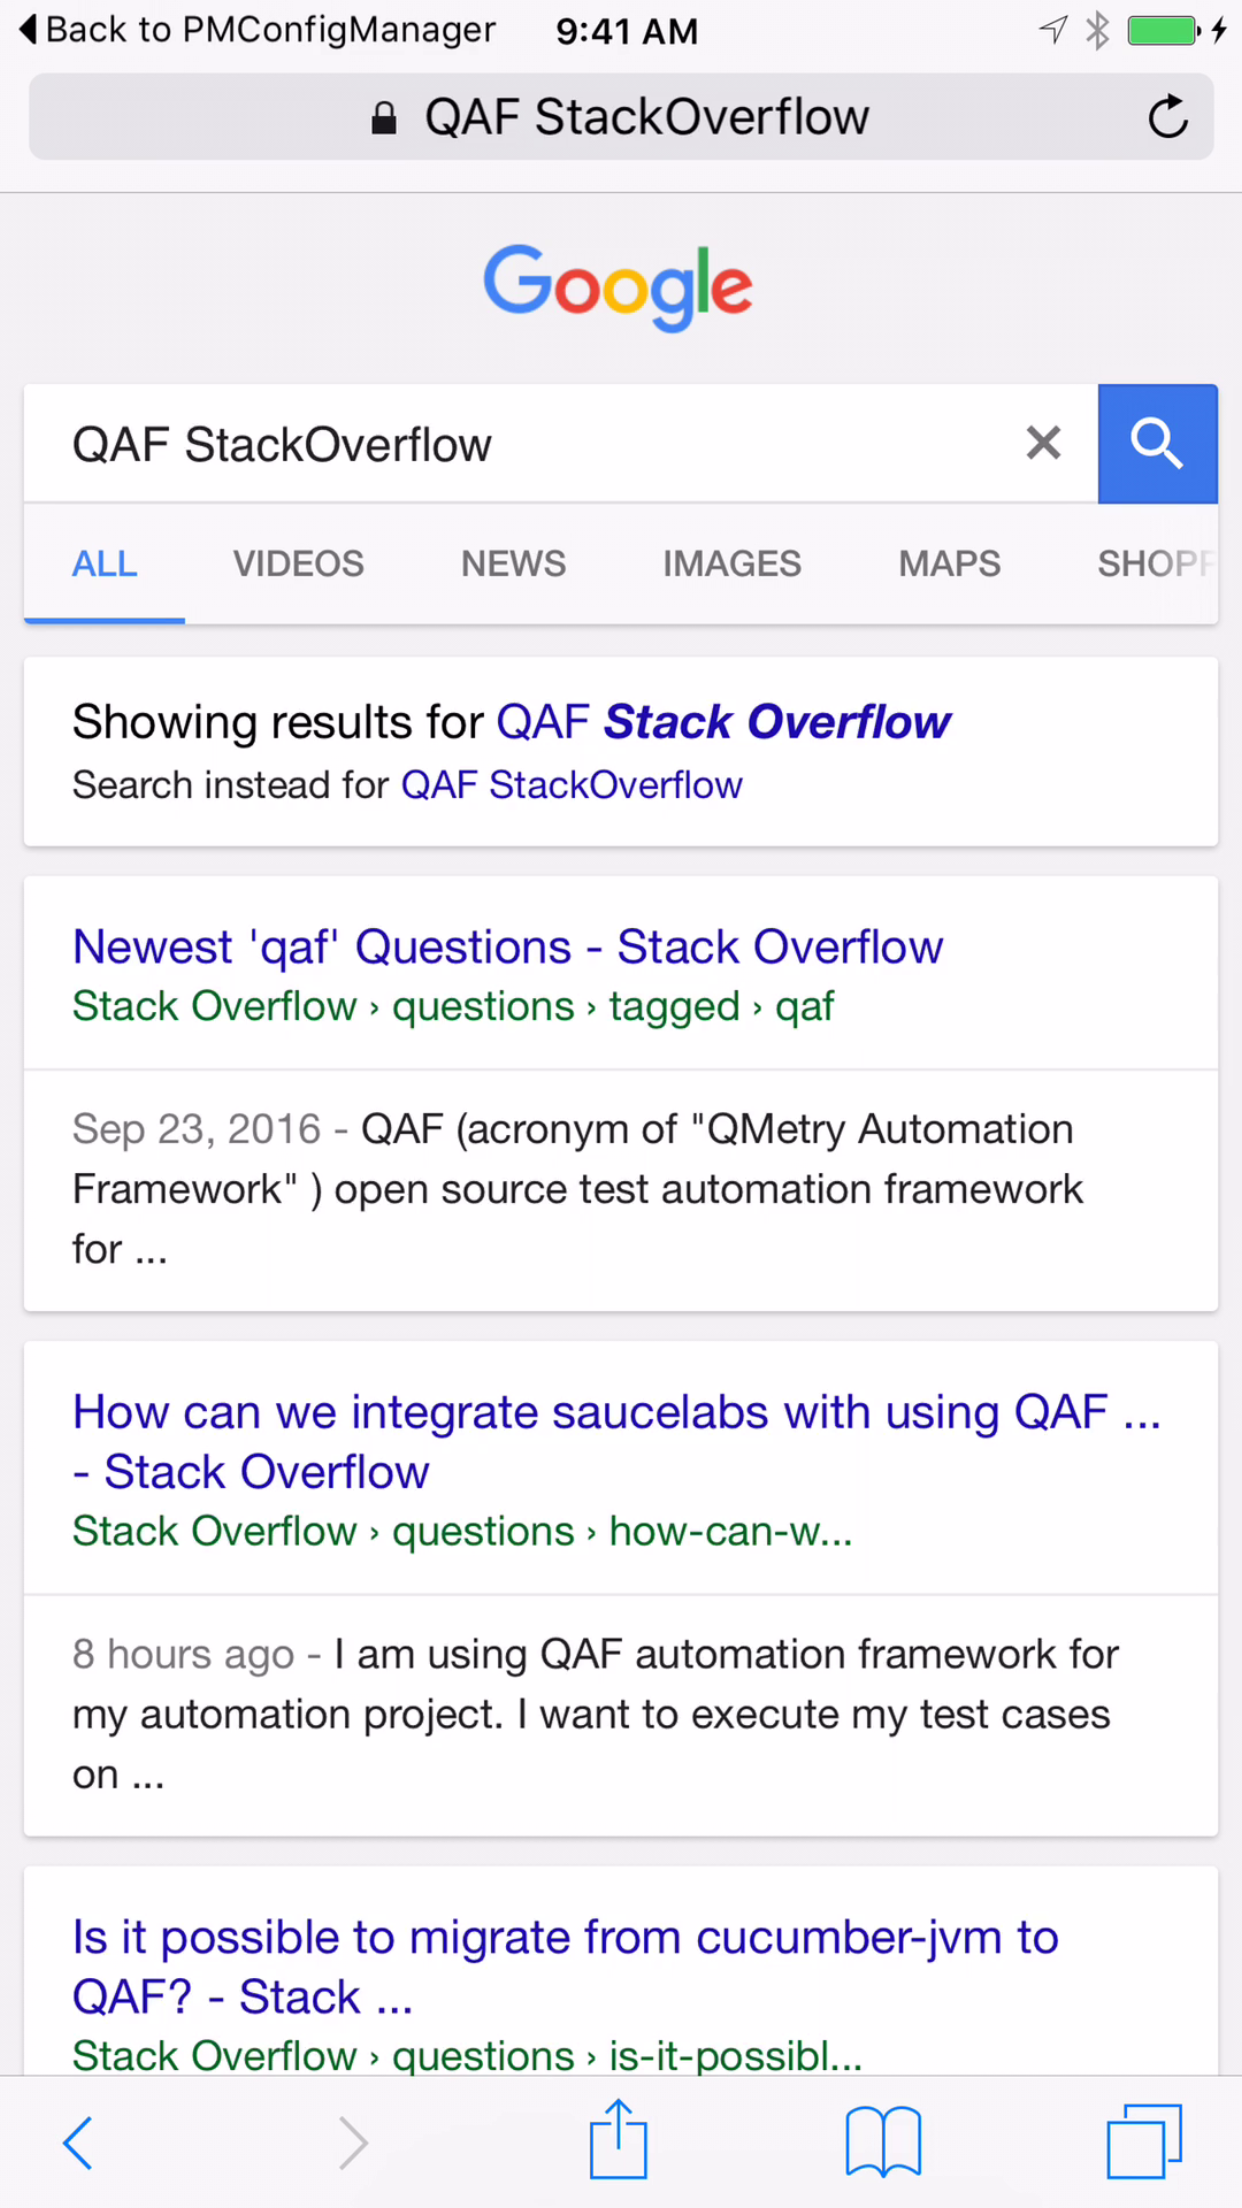 Back to PMConfigManager 9:41 AM
QAF StackOverflow
Google
QAF StackOverflow
ALL VIDEOS NEWS IMAGES MAPS SHOPP
Showing results for QAF Stack Overflow
Search instead for QAF StackOverflow
Newest 'qaf' Questions - Stack Overflow
Stack Overflow › questions › tagged › qaf
Sep 23, 2016 - QAF (acronym of "QMetry Automation
Framework" ) open source test automation framework
for ...
How can we integrate saucelabs with using QAF ...
- Stack Overflow
Stack Overflow › questions › how-can-w...
8 hours ago - I am using QAF automation framework for
my automation project. I want to execute my test cases
on ...
Is it possible to migrate from cucumber-jvm to
QAF? - Stack ...
Stack Overflow › questions › is-it-possibl...